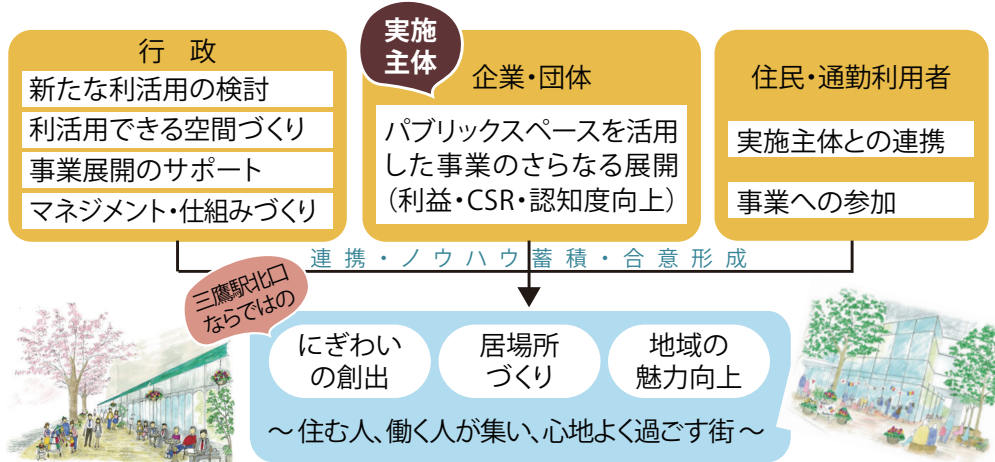 行 政
新たな利活用の検討
利活用できる空間づくり
事業展開のサポート
マネジメント・仕組みづくり
実施
主体
企業・団体
パブリックスペースを活用
した事業のさらなる展開
(利益・CSR・認知度向上)
住民・通勤利用者
実施主体との連携
事業への参加
連携・ノウハウ蓄積・合意形成
三鷹駅北口
ならではの
にぎわい
の創出
居場所
づくり
地域の
魅力向上
～住む人、働く人が集い、心地よく過ごす街～